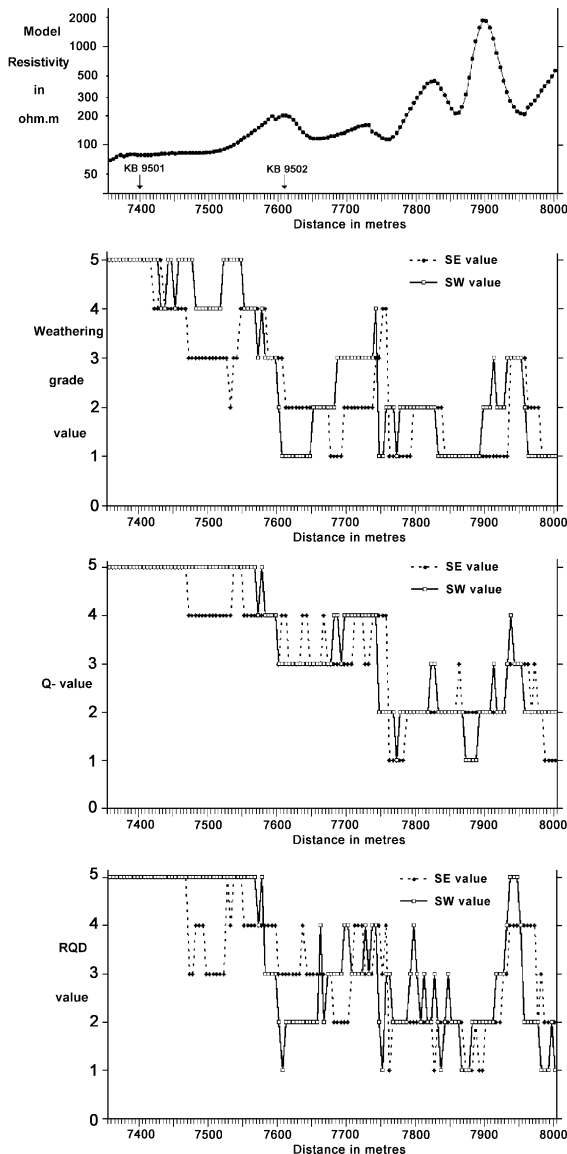 Model
Resistivity
in
ohm.m
2000
1000
500
300
200
100
50
KB 9501
KB 9502
7400 7500 7600 7700 7800 7900 8000
Distance in metres
Weathering
grade
value
5
4
3
2
1
0
SE value
SW value
7400 7500 7600 7700 7800 7900 8000
Distance in metres
Q- value
5
4
3
2
1
0
SE value
SW value
7400 7500 7600 7700 7800 7900 8000
Distance in metres
RQD
value
5
4
3
2
1
0
SE value
SW value
7400 7500 7600 7700 7800 7900 8000
Distance in metres